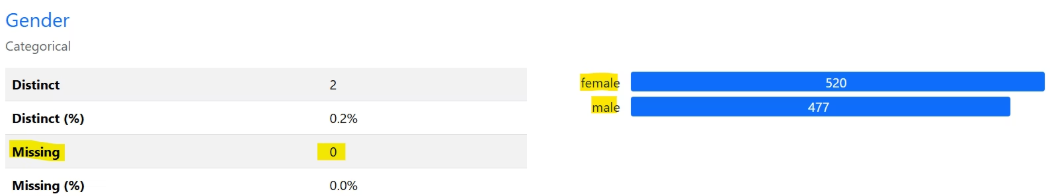 Gender
Categorical
Distinct 2
Distinct (%) 0.2%
Missing 0
Missing (%) 0.0%
female 520
male 477